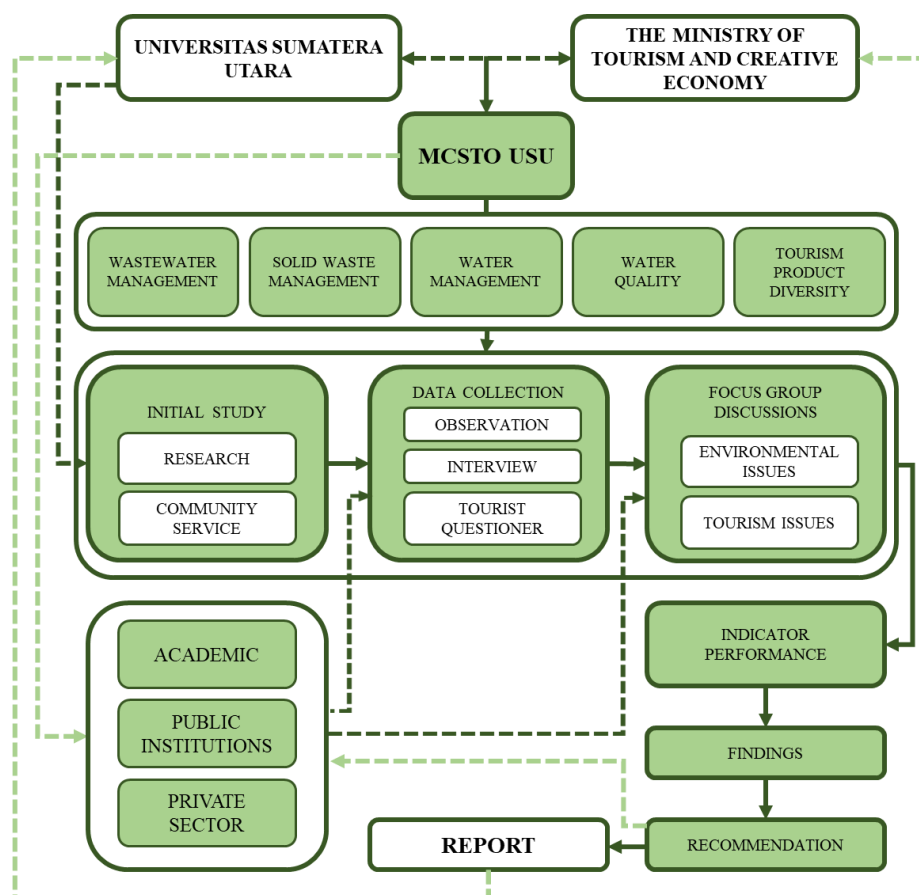 UNIVERSITAS SUMATERA
UTARA
THE MINISTRY OF
TOURISM AND CREATIVE
ECONOMY
MCSTO USU
WASTEWATER
MANAGEMENT
SOLID WASTE
MANAGEMENT
WATER
MANAGEMENT
WATER
QUALITY
TOURISM
PRODUCT
DIVERSITY
INITIAL STUDY
RESEARCH
COMMUNITY
SERVICE
DATA COLLECTION
OBSERVATION
INTERVIEW
TOURIST
QUESTIONER
FOCUS GROUP
DISCUSSIONS
ENVIRONMENTAL
ISSUES
TOURISM ISSUES
ACADEMIC
PUBLIC
INSTITUTIONS
PRIVATE
SECTOR
INDICATOR
PERFORMANCE
FINDINGS
RECOMMENDATION
REPORT